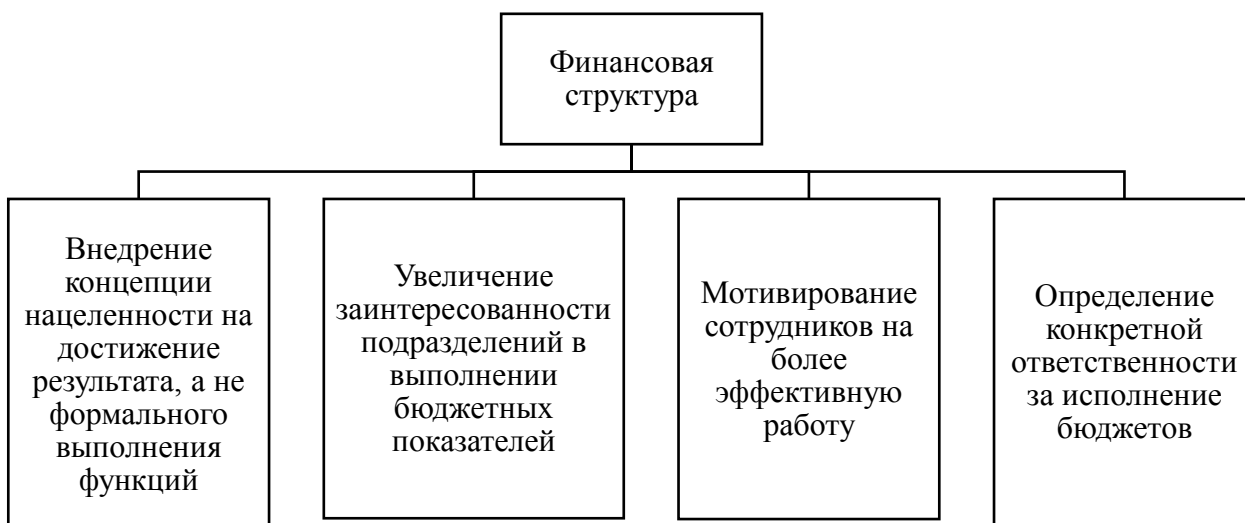 Финансовая
структура
Внедрение
концепции
нацеленности на
достижение
результата, а не
формального
выполнения
функций
Увеличение
заинтересованности
подразделений в
выполнении
бюджетных
показателей
Мотивирование
сотрудников на
более
эффективную
работу
Определение
конкретной
ответственности
за исполнение
бюджетов